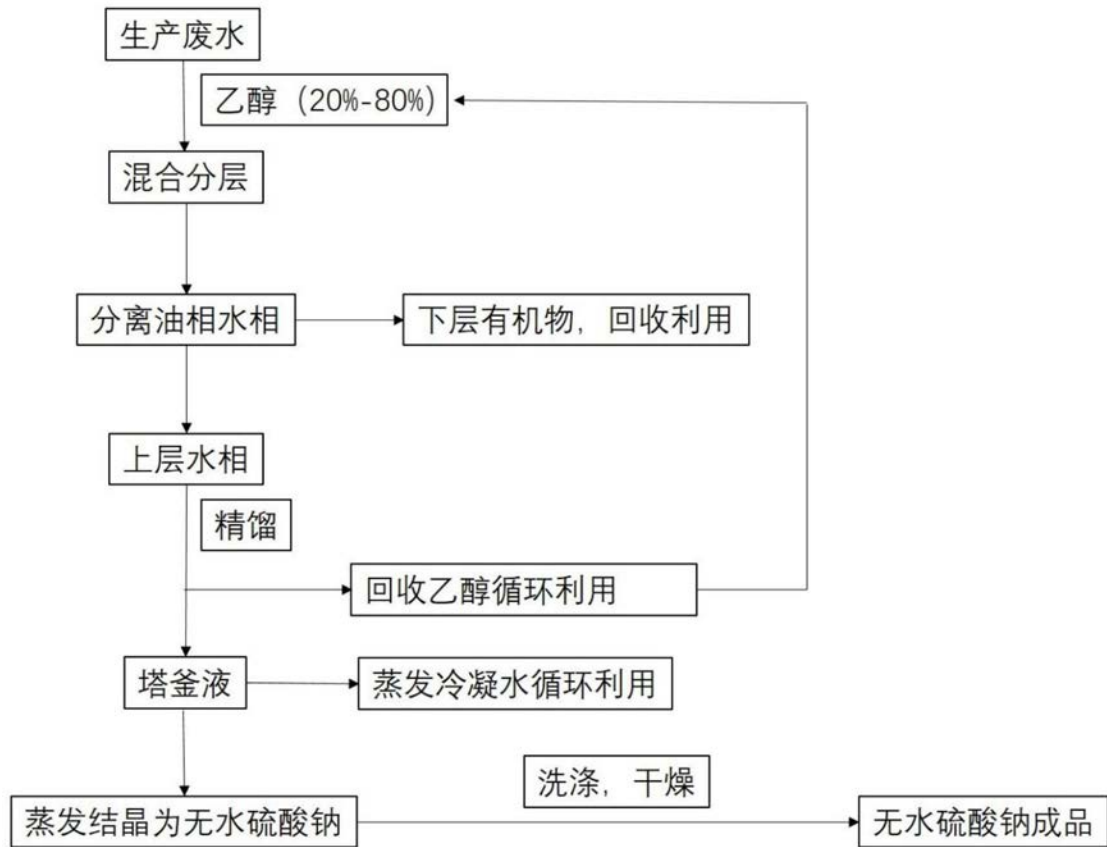 生产废水
乙醇（20%-80%）
混合分层
分离油相水相
下层有机物，回收利用
上层水相
精馏
回收乙醇循环利用
塔釜液
蒸发冷凝水循环利用
洗涤，干燥
蒸发结晶为无水硫酸钠
无水硫酸钠成品